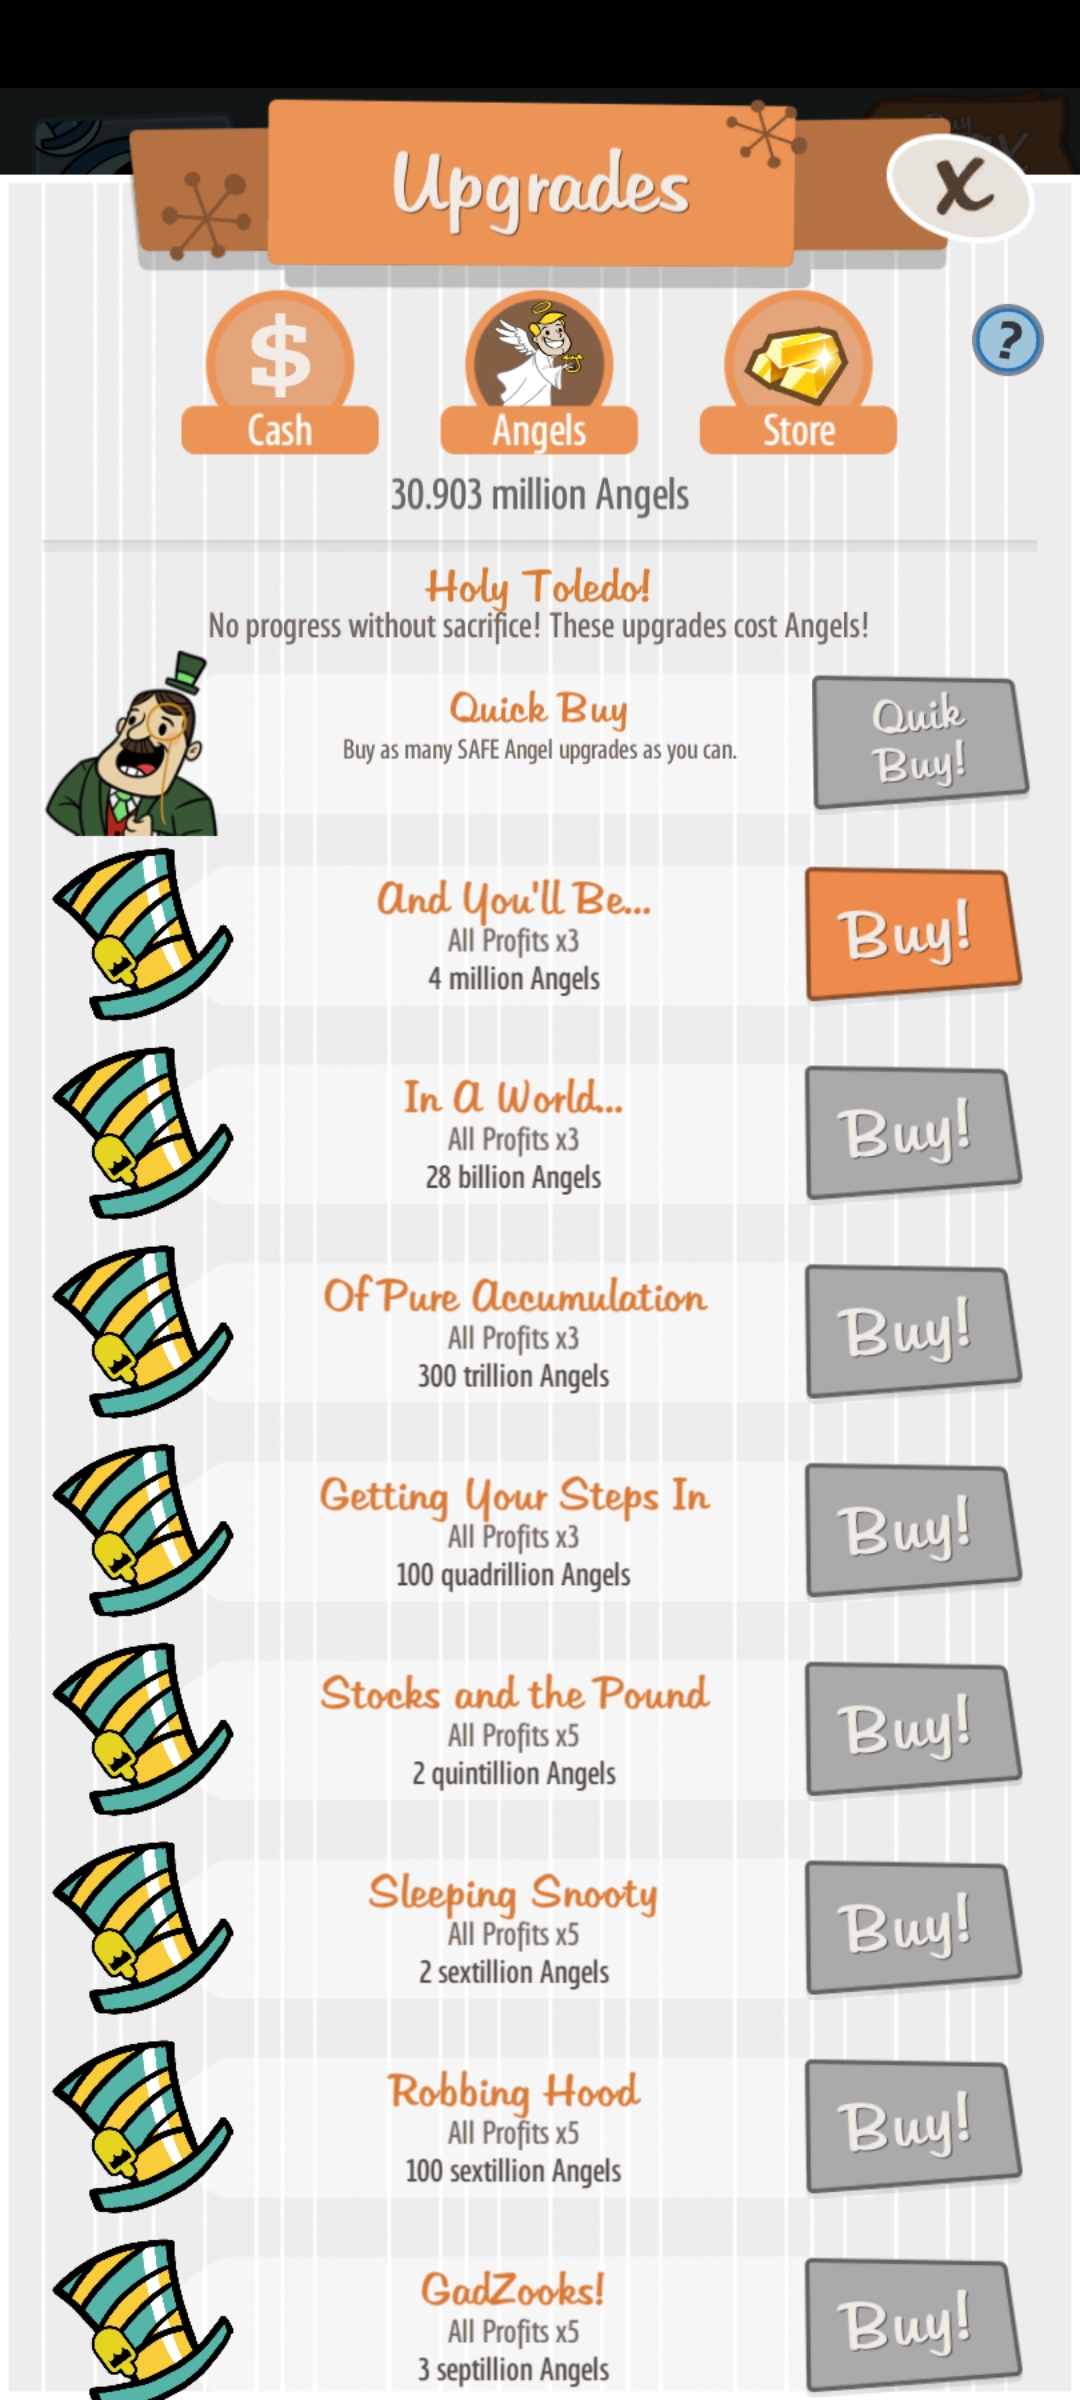 Upgrades
X
$
Cash
Angels
Store
?
30.903 million Angels
Holy Toledo!
No progress without sacrifice! These upgrades cost Angels!
Quick Buy
Buy as many SAFE Angel upgrades as you can.
Quik
Buy!
And You'll Be...
All Profits x3
4 million Angels
Buy!
In A World...
All Profits x3
28 billion Angels
Buy!
Of Pure Accumulation
All Profits x3
300 trillion Angels
Buy!
Getting Your Steps In
All Profits x3
100 quadrillion Angels
Buy!
Stocks and the Pound
All Profits x5
2 quintillion Angels
Buy!
Sleeping Snooty
All Profits x5
2 sextillion Angels
Buy!
Robbing Hood
All Profits x5
100 sextillion Angels
Buy!
GadZooks!
All Profits x5
3 septillion Angels
Buy!